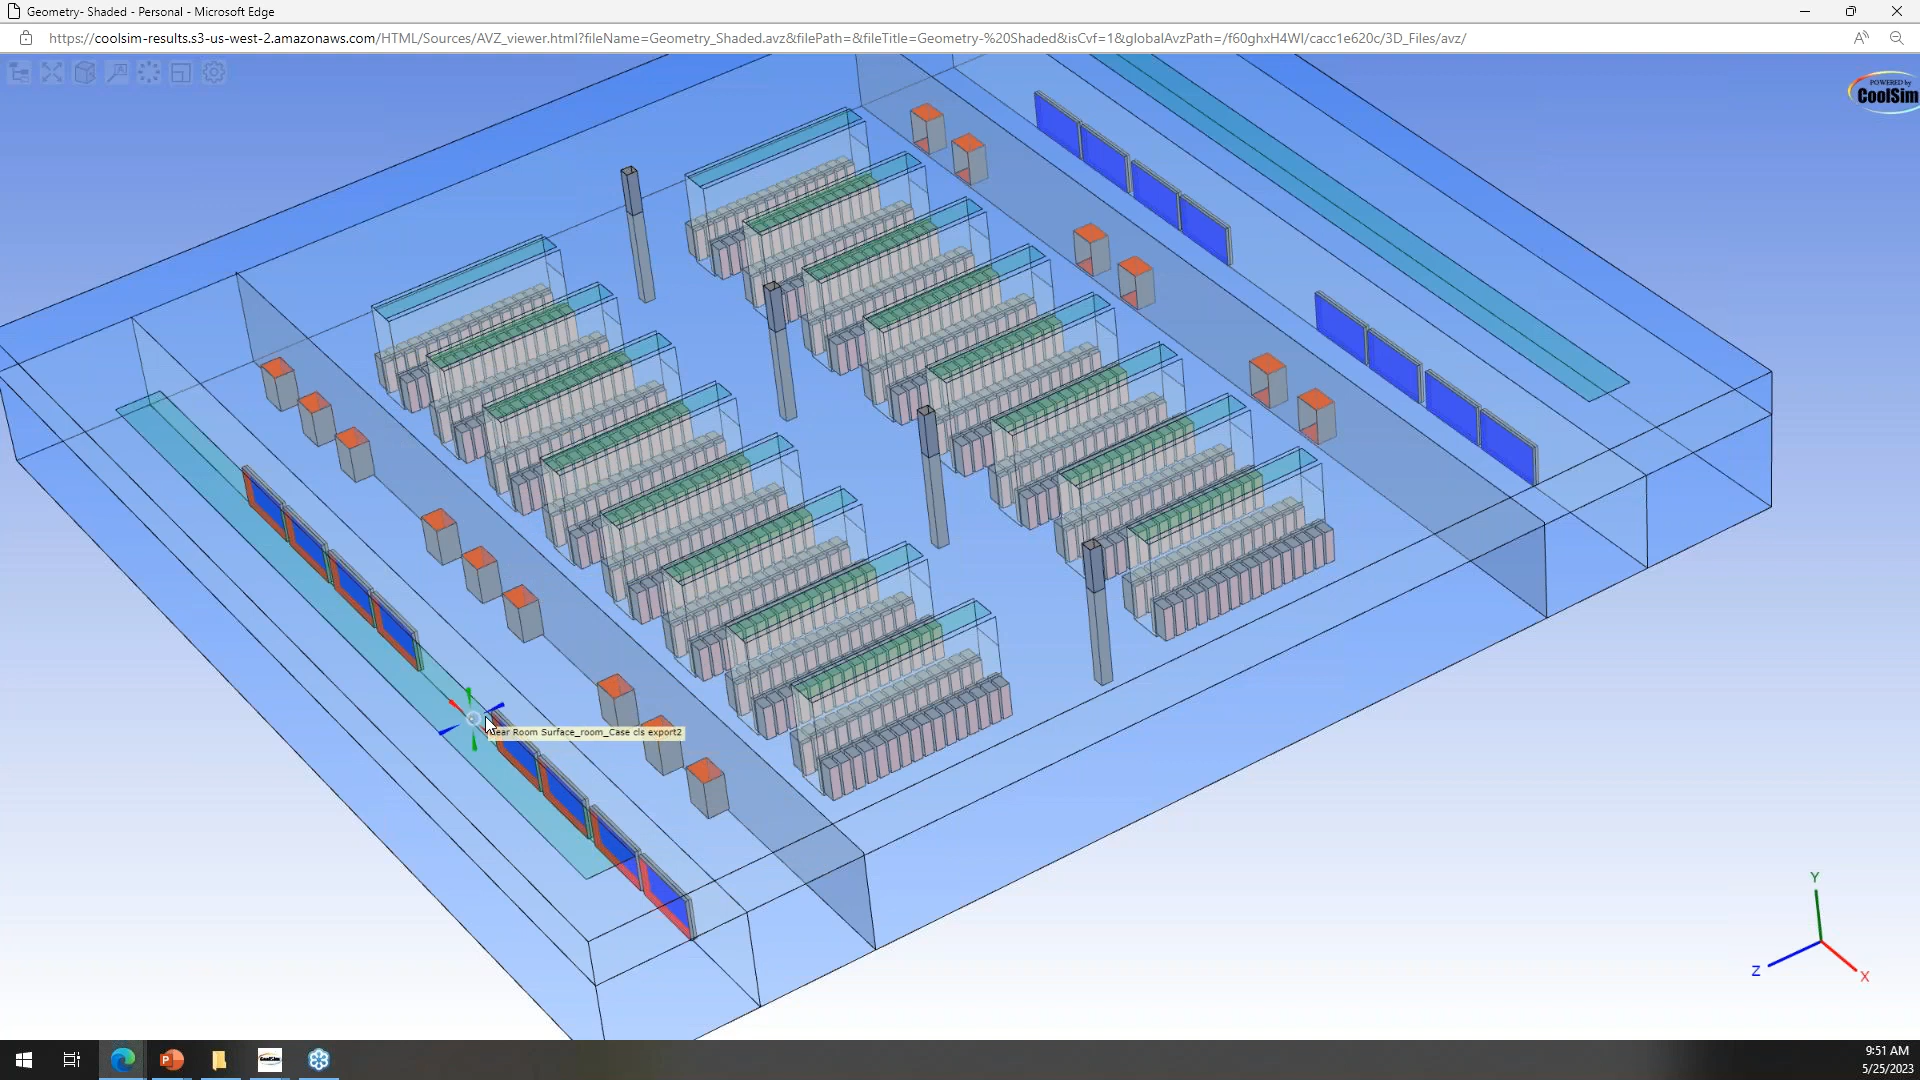 Geometry- Shaded - Personal - Microsoft Edge
https://coolsim-results.s3-us-west-2.amazonaws.com/HTML/Sources/AVZ_viewer.html?fileName=Geometry_Shaded.avz&filePath=&fileTitle=Geometry-%20Shaded&isCvf=1&globalAvzPath=/f60ghxH4Wl/cacc1e620c/3D_Files/avz/
POWERED by
CoolSim
Room Surface_room_Case cls export2
Y
Z
X
CoolSim
9:51 AM
5/25/2023